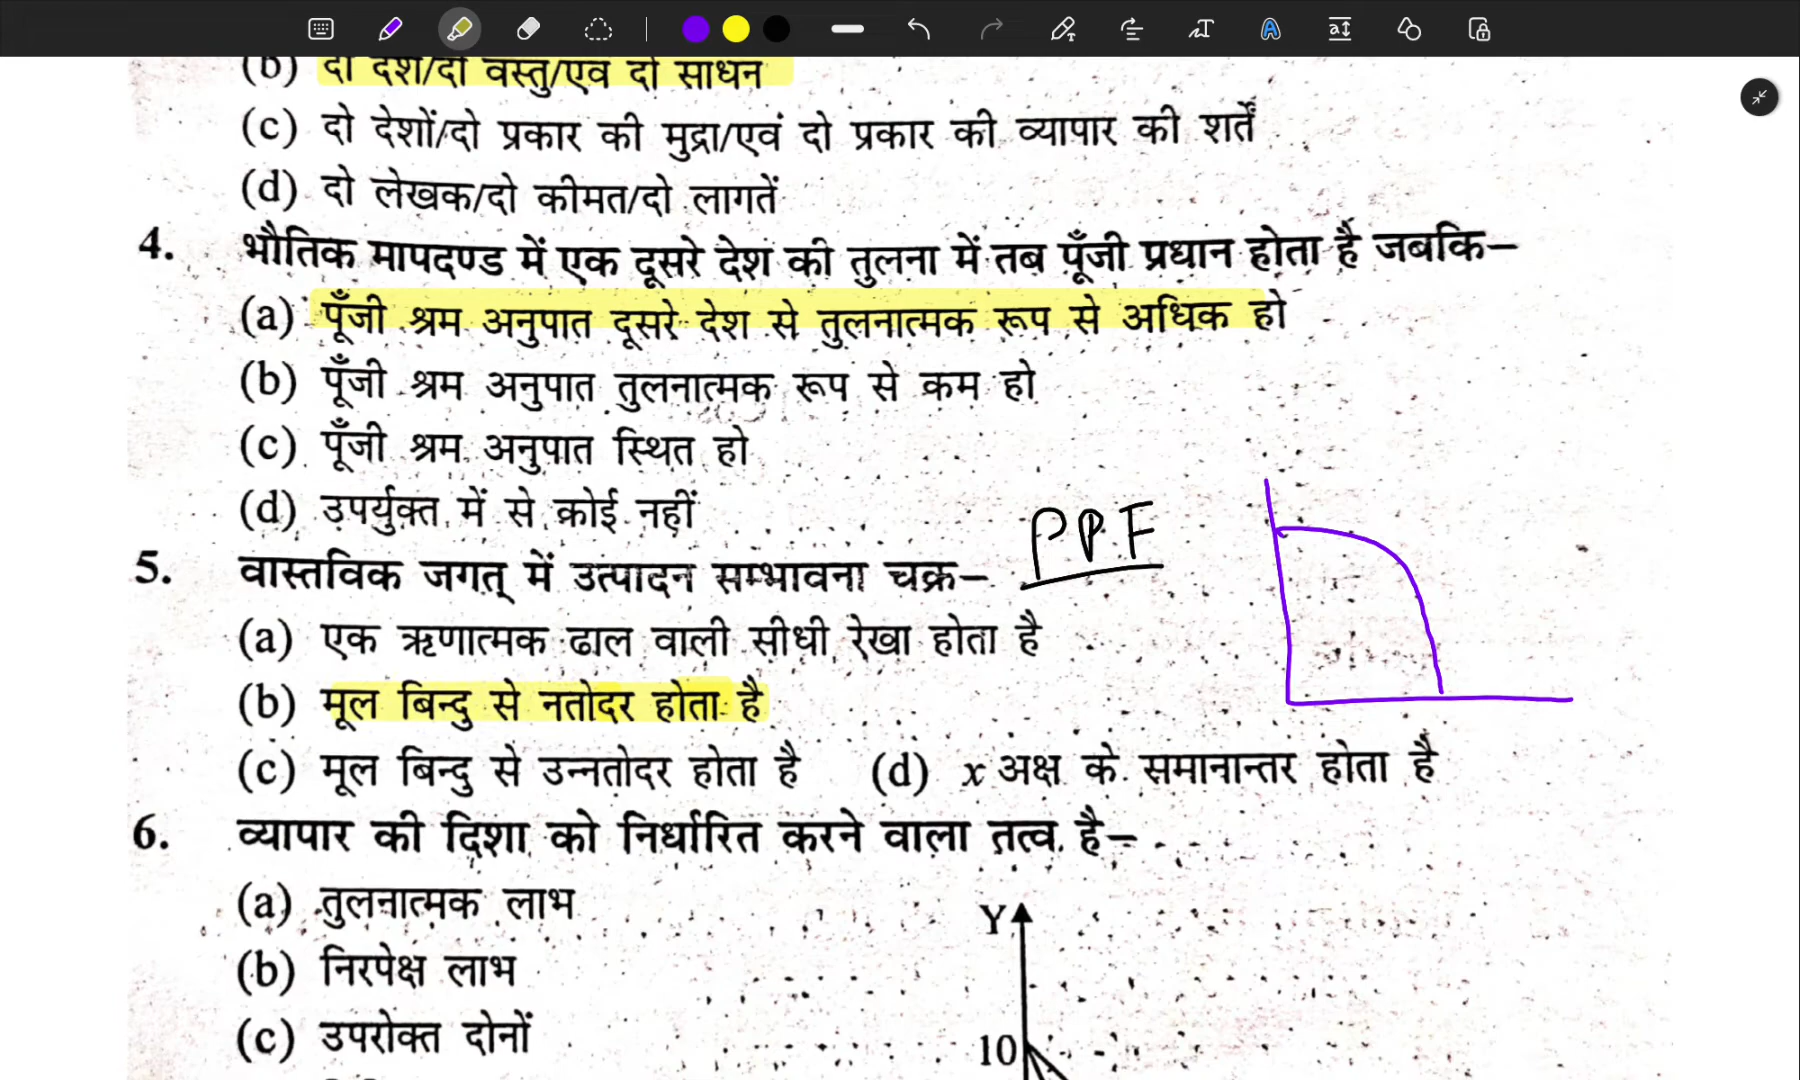 (b) दो देश/दो वस्तु/एवं दो साधन
(c) दो देशों/दो प्रकार की मुद्रा/एवं दो प्रकार की व्यापार की शर्तें
(d) दो लेखक/दो कीमत/दो लागतें
4. भौतिक मापदण्ड में एक दूसरे देश की तुलना में तब पूँजी प्रधान होता है जबकि–
(a) पूँजी श्रम अनुपात दूसरे देश से तुलनात्मक रूप से अधिक हो
(b) पूँजी श्रम अनुपात तुलनात्मक रूप से कम हो
(c) पूँजी श्रम अनुपात स्थित हो
(d) उपर्युक्त में से कोई नहीं
PPF
5. वास्तविक जगत् में उत्पादन सम्भावना चक्र–
(a) एक ऋणात्मक ढाल वाली सीधी रेखा होता है
(b) मूल बिन्दु से नतोदर होता है
(c) मूल बिन्दु से उन्नतोदर होता है (d) x अक्ष के समानान्तर होता है
6. व्यापार की दिशा को निर्धारित करने वाला तत्व है–
(a) तुलनात्मक लाभ
Y
(b) निरपेक्ष लाभ
(c) उपरोक्त दोनों
10